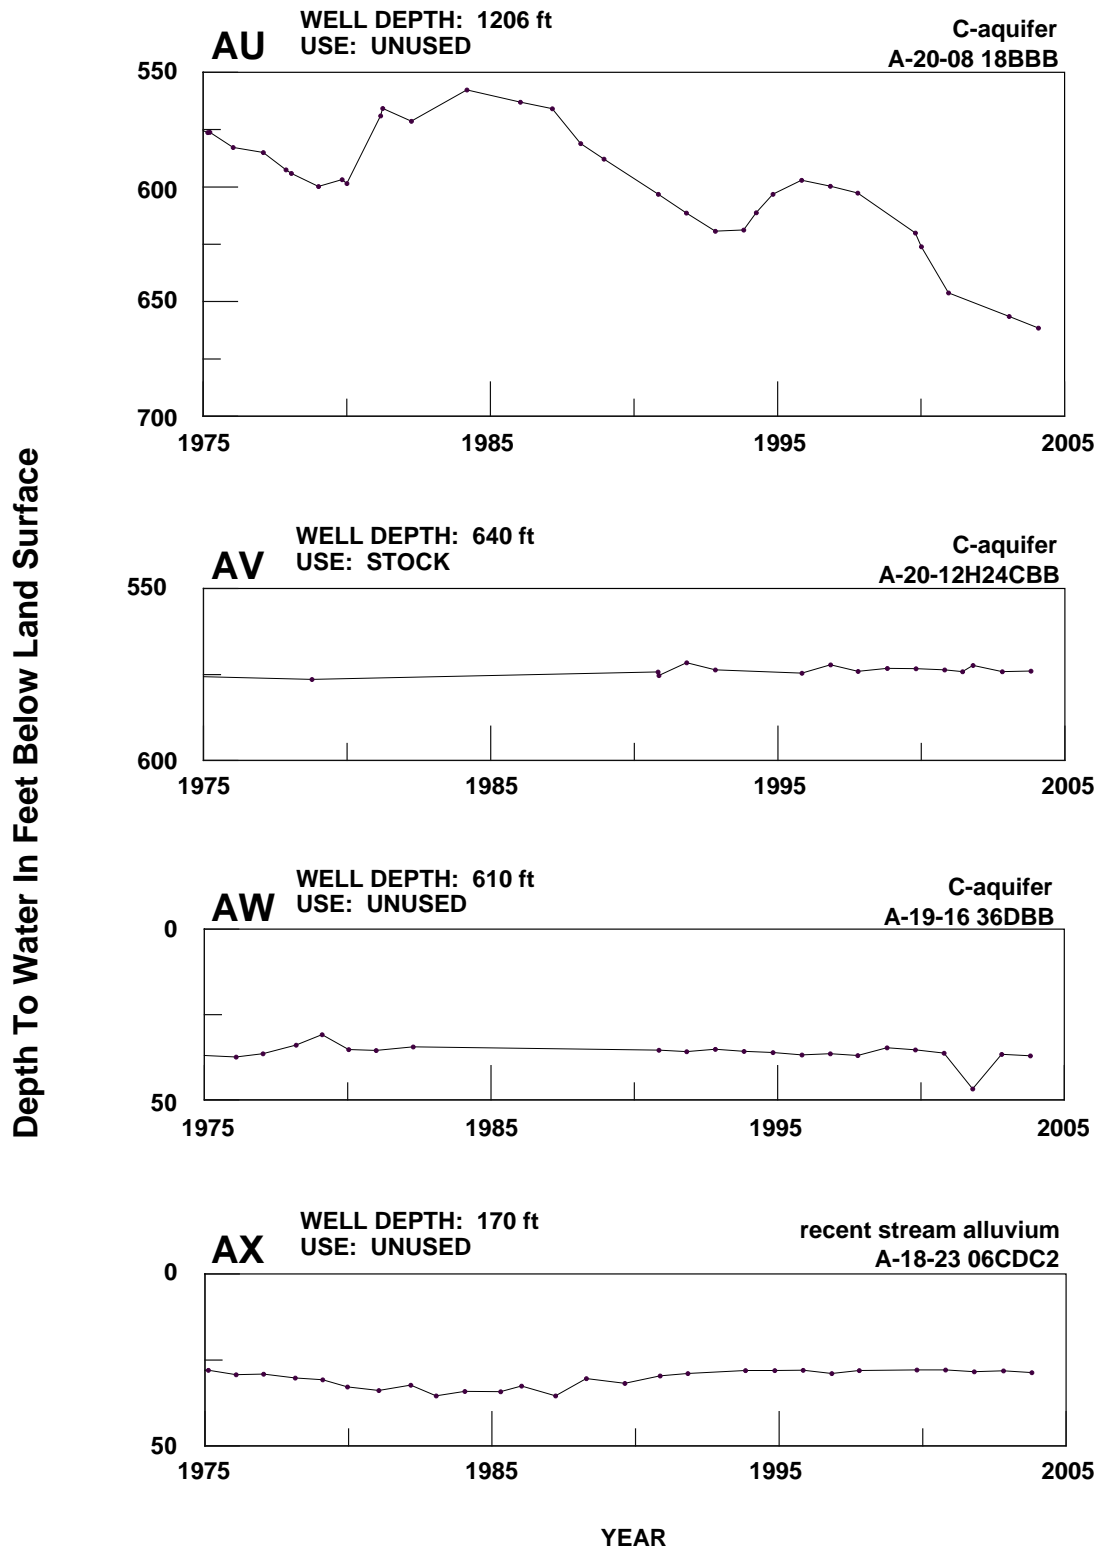 WELL DEPTH: 1206 ft
AU USE: UNUSED
C-aquifer
A-20-08 18BBB
550
600
650
700
1975 1985 1995 2005
WELL DEPTH: 640 ft
AV USE: STOCK
C-aquifer
A-20-12H24CBB
550
600
1975 1985 1995 2005
WELL DEPTH: 610 ft
AW USE: UNUSED
C-aquifer
A-19-16 36DBB
0
50
1975 1985 1995 2005
WELL DEPTH: 170 ft
AX USE: UNUSED
recent stream alluvium
A-18-23 06CDC2
0
50
1975 1985 1995 2005
YEAR
Depth To Water In Feet Below Land Surface